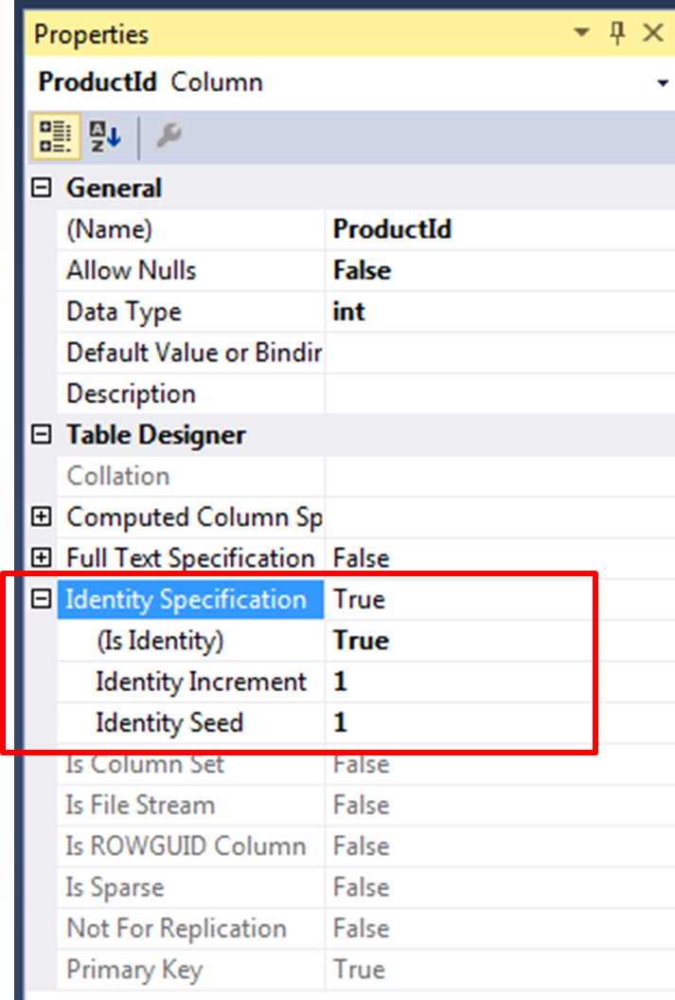 Properties
ProductId Column
General
(Name) ProductId
Allow Nulls False
Data Type int
Default Value or Bindir
Description
Table Designer
Collation
Computed Column Sp
Full Text Specification False
Identity Specification True
(Is Identity) True
Identity Increment 1
Identity Seed 1
Is Column Set False
Is File Stream False
Is ROWGUID Column False
Is Sparse False
Not For Replication False
Primary Key True